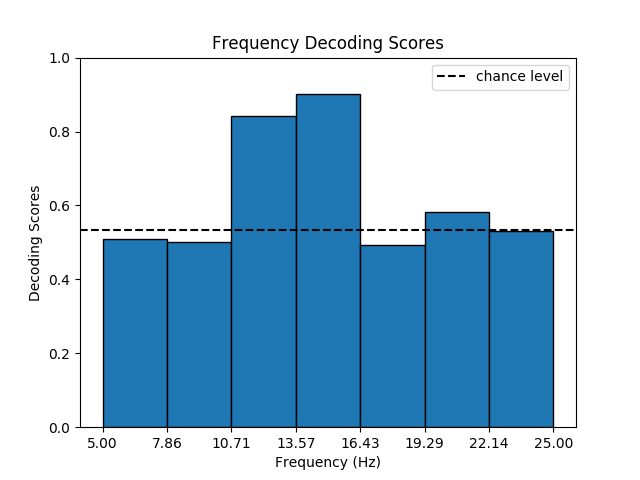 Frequency Decoding Scores
chance level
1.0
0.8
0.6
0.4
0.2
0.0
Decoding Scores
5.00 7.86 10.71 13.57 16.43 19.29 22.14 25.00
Frequency (Hz)